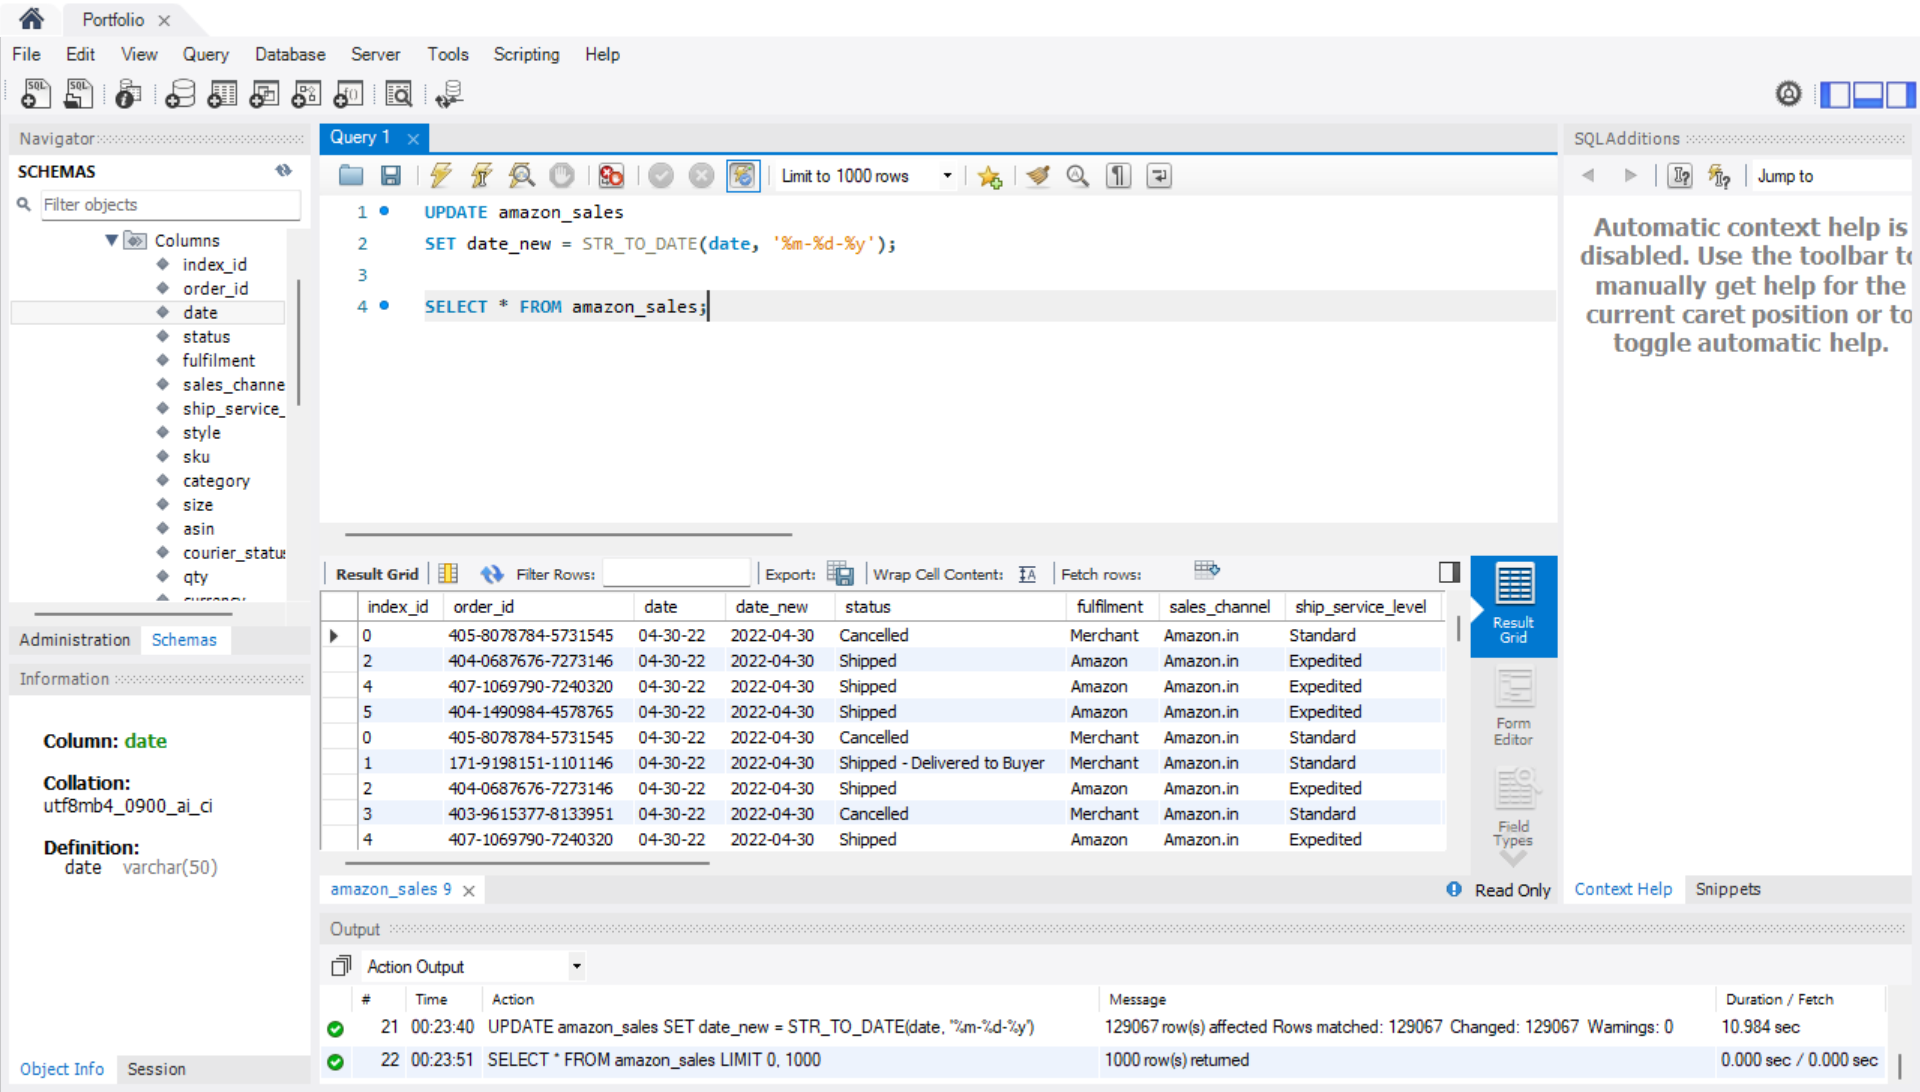 Portfolio
File Edit View Query Database Server Tools Scripting Help
Navigator
SCHEMAS
Filter objects
Columns
index_id
order_id
date
status
fulfilment
sales_channe
ship_service_
style
sku
category
size
asin
courier_statu
qty
Administration Schemas
Information
Column: date
Collation:
utf8mb4_0900_ai_ci
Definition:
date varchar(50)
Object Info Session
Query 1
Limit to 1000 rows
1 UPDATE amazon_sales
2 SET date_new = STR_TO_DATE(date, '%m-%d-%y');
3
4 SELECT * FROM amazon_sales;
Result Grid Filter Rows: Export: Wrap Cell Content: Fetch rows:
index_id order_id date date_new status fulfilment sales_channel ship_service_level
0 405-8078784-5731545 04-30-22 2022-04-30 Cancelled Merchant Amazon.in Standard
2 404-0687676-7273146 04-30-22 2022-04-30 Shipped Amazon Amazon.in Expedited
4 407-1069790-7240320 04-30-22 2022-04-30 Shipped Amazon Amazon.in Expedited
5 404-1490984-4578765 04-30-22 2022-04-30 Shipped Amazon Amazon.in Expedited
0 405-8078784-5731545 04-30-22 2022-04-30 Cancelled Merchant Amazon.in Standard
1 171-9198151-1101146 04-30-22 2022-04-30 Shipped - Delivered to Buyer Merchant Amazon.in Standard
2 404-0687676-7273146 04-30-22 2022-04-30 Shipped Amazon Amazon.in Expedited
3 403-9615377-8133951 04-30-22 2022-04-30 Cancelled Merchant Amazon.in Standard
4 407-1069790-7240320 04-30-22 2022-04-30 Shipped Amazon Amazon.in Expedited
Result
Grid
Form
Editor
Field
Types
amazon_sales 9 Read Only
SQLAdditions
Jump to
Automatic context help is
disabled. Use the toolbar to
manually get help for the
current caret position or to
toggle automatic help.
Context Help Snippets
Output
Action Output
# Time Action Message Duration / Fetch
21 00:23:40 UPDATE amazon_sales SET date_new = STR_TO_DATE(date, '%m-%d-%y') 129067 row(s) affected Rows matched: 129067 Changed: 129067 Warnings: 0 10.984 sec
22 00:23:51 SELECT * FROM amazon_sales LIMIT 0, 1000 1000 row(s) returned 0.000 sec / 0.000 sec